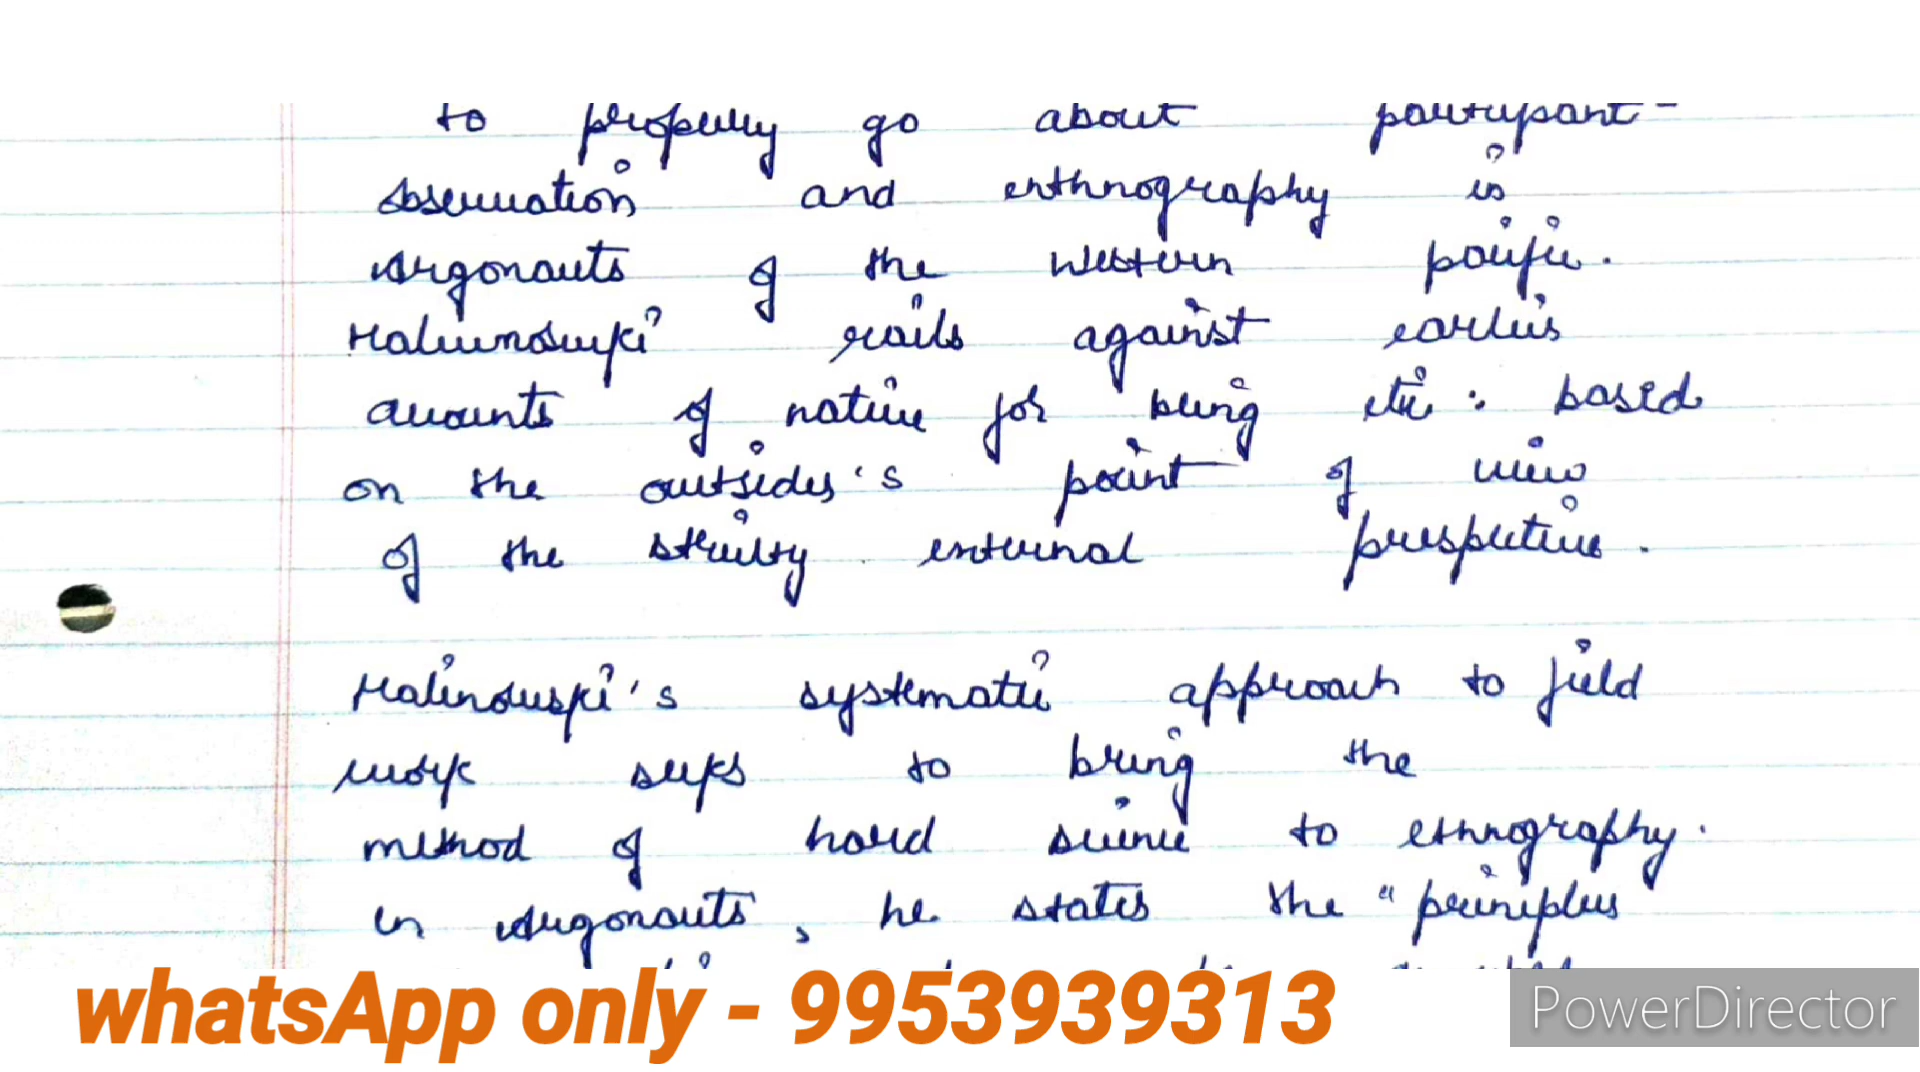 to properly go about participant-
observation and enthnography is
Argonauts of the western pacific.
Malinowski rails against earlier
accounts of native for being etic: based
on the outsider's point of view
of the strictly external prespective.
Malinowski's systematic approach to field
work seeks to bring the
method of hard science to ethnography.
in Argonauts, he states the "principles
whatsApp only - 9953939313
PowerDirector